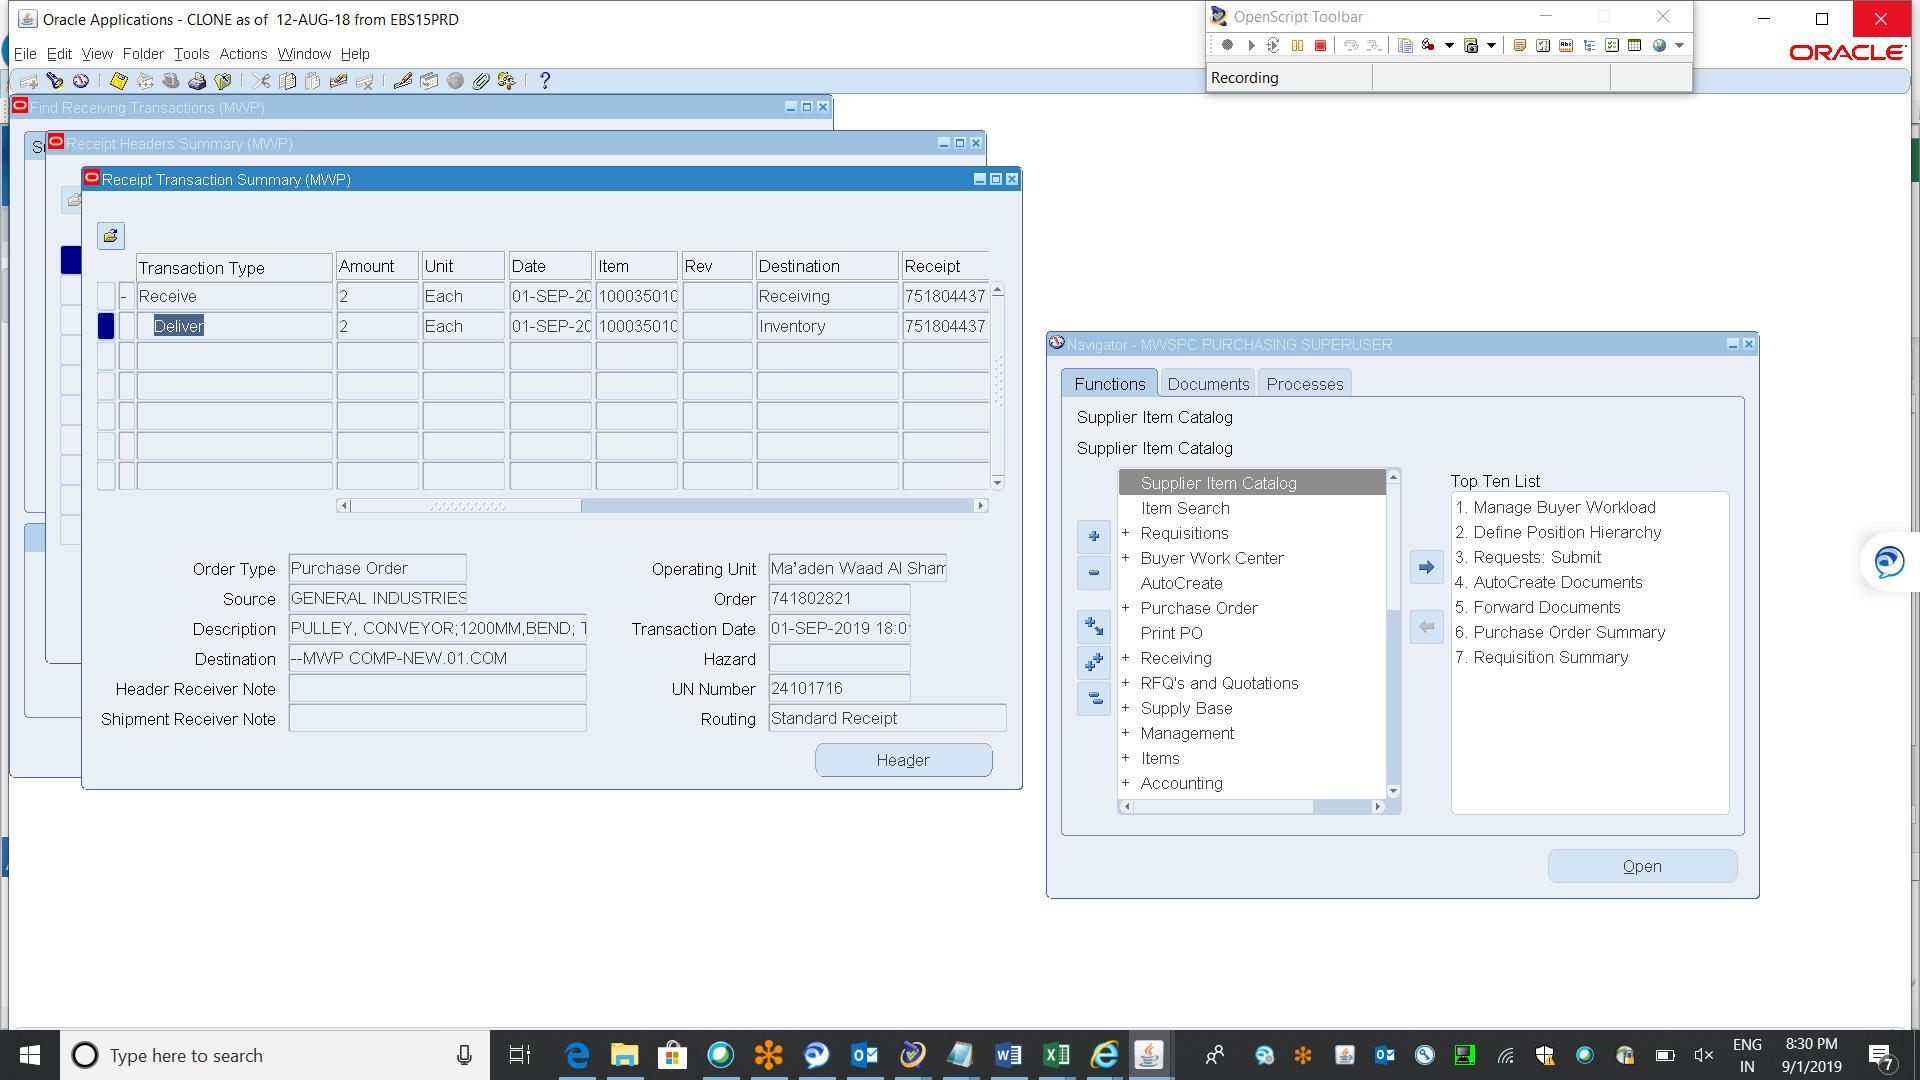 Oracle Applications - CLONE as of 12-AUG-18 from EBS15PRD
OpenScript Toolbar
File Edit View Folder Tools Actions Window Help
ORACLE
Recording
Find Receiving Transactions (MWP)
Receipt Headers Summary (MWP)
Receipt Transaction Summary (MWP)
Transaction Type Amount Unit Date Item Rev Destination Receipt
- Receive 2 Each 01-SEP-20 100035010 Receiving 751804437
Deliver 2 Each 01-SEP-20 100035010 Inventory 751804437
Order Type Purchase Order Operating Unit Ma'aden Waad Al Sham
Source GENERAL INDUSTRIES Order 741802821
Description PULLEY, CONVEYOR;1200MM,BEND; T Transaction Date 01-SEP-2019 18:0
Destination --MWP COMP-NEW.01.COM Hazard
Header Receiver Note UN Number 24101716
Shipment Receiver Note Routing Standard Receipt
Header
Navigator - MWSPC PURCHASING SUPERUSER
Functions Documents Processes
Supplier Item Catalog
Supplier Item Catalog
Supplier Item Catalog
Item Search
+ Requisitions
+ Buyer Work Center
AutoCreate
+ Purchase Order
Print PO
+ Receiving
+ RFQ's and Quotations
+ Supply Base
+ Management
+ Items
+ Accounting
Top Ten List
1. Manage Buyer Workload
2. Define Position Hierarchy
3. Requests: Submit
4. AutoCreate Documents
5. Forward Documents
6. Purchase Order Summary
7. Requisition Summary
Open
Type here to search
ENG
IN
8:30 PM
9/1/2019
7